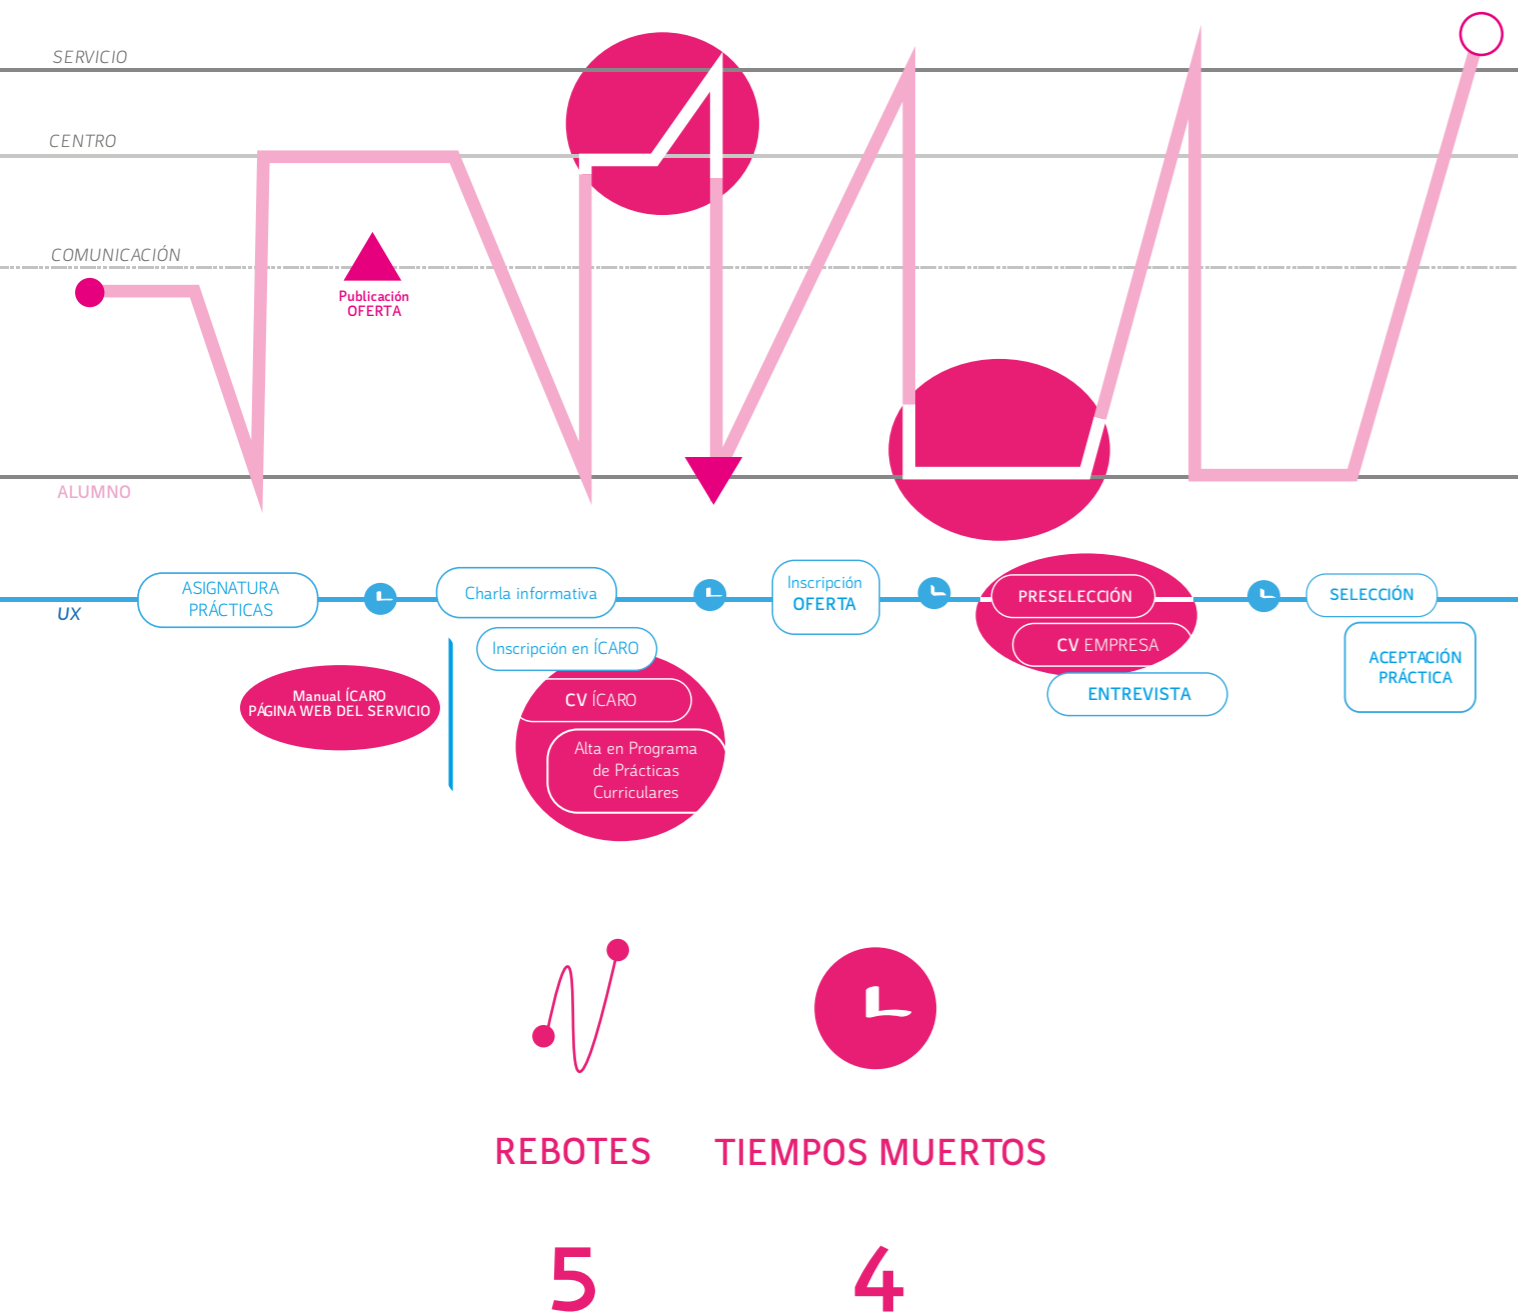 SERVICIO
CENTRO
COMUNICACIÓN
Publicación
OFERTA
ALUMNO
UX
ASIGNATURA
PRÁCTICAS
Charla informativa
Inscripción en ÍCARO
Manual ÍCARO
PÁGINA WEB DEL SERVICIO
CV ÍCARO
Alta en Programa
de Prácticas
Curriculares
Inscripción
OFERTA
PRESELECCIÓN
CV EMPRESA
ENTREVISTA
SELECCIÓN
ACEPTACIÓN
PRÁCTICA
REBOTES
TIEMPOS MUERTOS
5
4